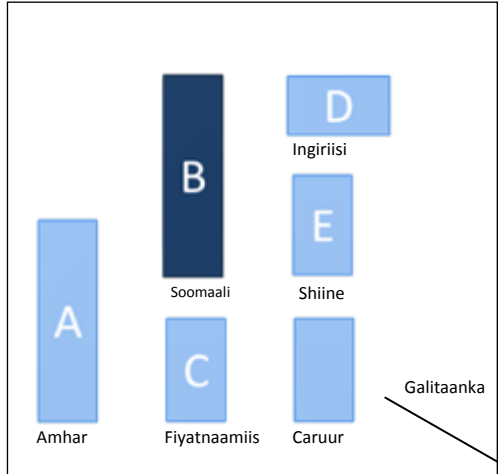 D
Ingiriisi
B
E
Soomaali
Shiine
A
C
Galitaanka
Amhar
Fiyatnaamiis
Caruur